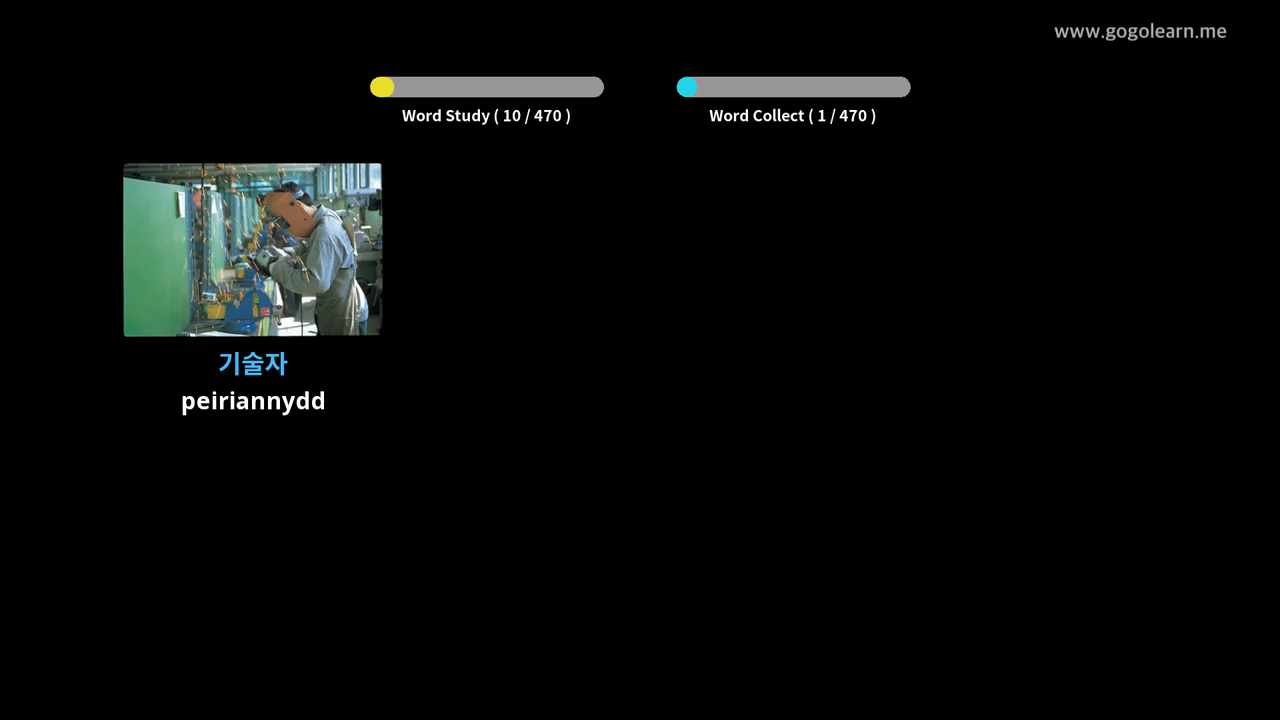 www.gogolearn.me
Word Study ( 10 / 470 )
Word Collect ( 1 / 470 )
기술자
peiriannydd